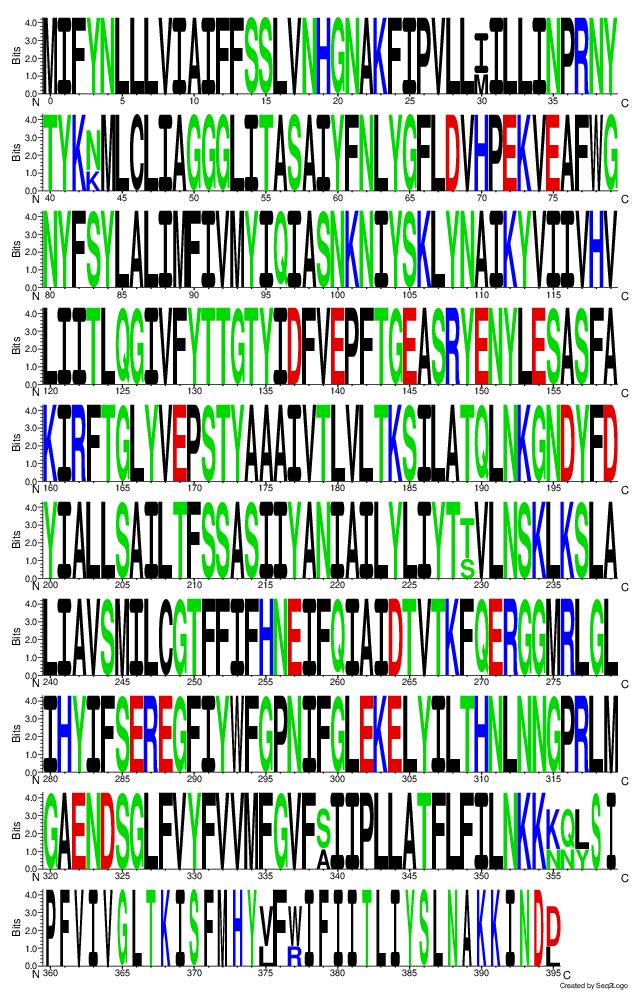 Bits 4.0 3.0 2.0 1.0 0.0
MIFYNLLLVIAIFFSSLVNHGNAKFIPVLLIILLINPRNY
M
N 0 5 10 15 20 25 30 35 C
Bits 4.0 3.0 2.0 1.0 0.0
TYKNMLCLIAGGGLITASAIYFNLYGFLDVHPEKVEAFWG
K
N 40 45 50 55 60 65 70 75 C
Bits 4.0 3.0 2.0 1.0 0.0
NYFSYLALIMFIVMYIQIASNKNIYSKLYNAIKYVIIVHV
N 80 85 90 95 100 105 110 115 C
Bits 4.0 3.0 2.0 1.0 0.0
LIITLQGIVFYTTGTYIDFVEPFTGEASRYENYLESASFA
N 120 125 130 135 140 145 150 155 C
Bits 4.0 3.0 2.0 1.0 0.0
KIRFTGLYVEPSTYAAAIYTLVLTKSILATQLNKGNDYFD
N 160 165 170 175 180 185 190 195 C
Bits 4.0 3.0 2.0 1.0 0.0
YIALLSAILTFSSASIIYANIAILYLIYTTVLNSKLKSLA
S
N 200 205 210 215 220 225 230 235 C
Bits 4.0 3.0 2.0 1.0 0.0
LIAVSMILCGTFFIFHNEIFQIAIDTVTKFQERGGMRLGL
N 240 245 250 255 260 265 270 275 C
Bits 4.0 3.0 2.0 1.0 0.0
IHYIFSEREGFIYWFGPNIFGLEKELYILTHNLNNGPRLM
N 280 285 290 295 300 305 310 315 C
Bits 4.0 3.0 2.0 1.0 0.0
GAENDSGLFVYFVWMFGVFSIIPLLATFLFILNKKKQLSI
A NNY
N 320 325 330 335 340 345 350 355 C
Bits 4.0 3.0 2.0 1.0 0.0
PFVIVGLTKISFMHYVFWIFIITLIYSLNAKKIND
L R
N 360 365 370 375 380 385 390 395 C
Created by Seq2Logo